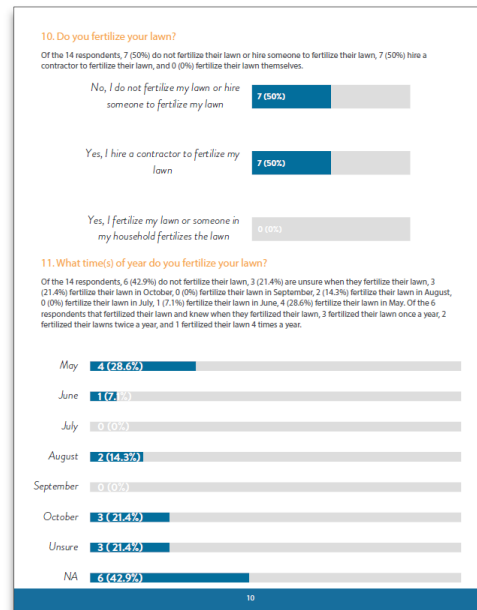 10. Do you fertilize your lawn?
Of the 14 respondents, 7 (50%) do not fertilize their lawn or hire someone to fertilize their lawn, 7 (50%) hire a
contractor to fertilize their lawn, and 0 (0%) fertilize their lawn themselves.
No, I do not fertilize my lawn or hire
someone to fertilize my lawn
7 (50%)
Yes, I hire a contractor to fertilize my
lawn
7 (50%)
Yes, I fertilize my lawn or someone in
my household fertilizes the lawn
0 (0%)
11. What time(s) of year do you fertilize your lawn?
Of the 14 respondents, 6 (42.9%) do not fertilize their lawn, 3 (21.4%) are unsure when they fertilize their lawn, 3
(21.4%) fertilize their lawn in October, 0 (0%) fertilize their lawn in September, 2 (14.3%) fertilize their lawn in August,
0 (0%) fertilize their lawn in July, 1 (7.1%) fertilize their lawn in June, 4 (28.6%) fertilize their lawn in May. Of the 6
respondents that fertilized their lawn and knew when they fertilized their lawn, 3 fertilized their lawn once a year, 2
fertilized their lawns twice a year, and 1 fertilized their lawn 4 times a year.
May 4 (28.6%)
June 1 (7.1%)
July 0 (0%)
August 2 (14.3%)
September 0 (0%)
October 3 (21.4%)
Unsure 3 (21.4%)
NA 6 (42.9%)
10